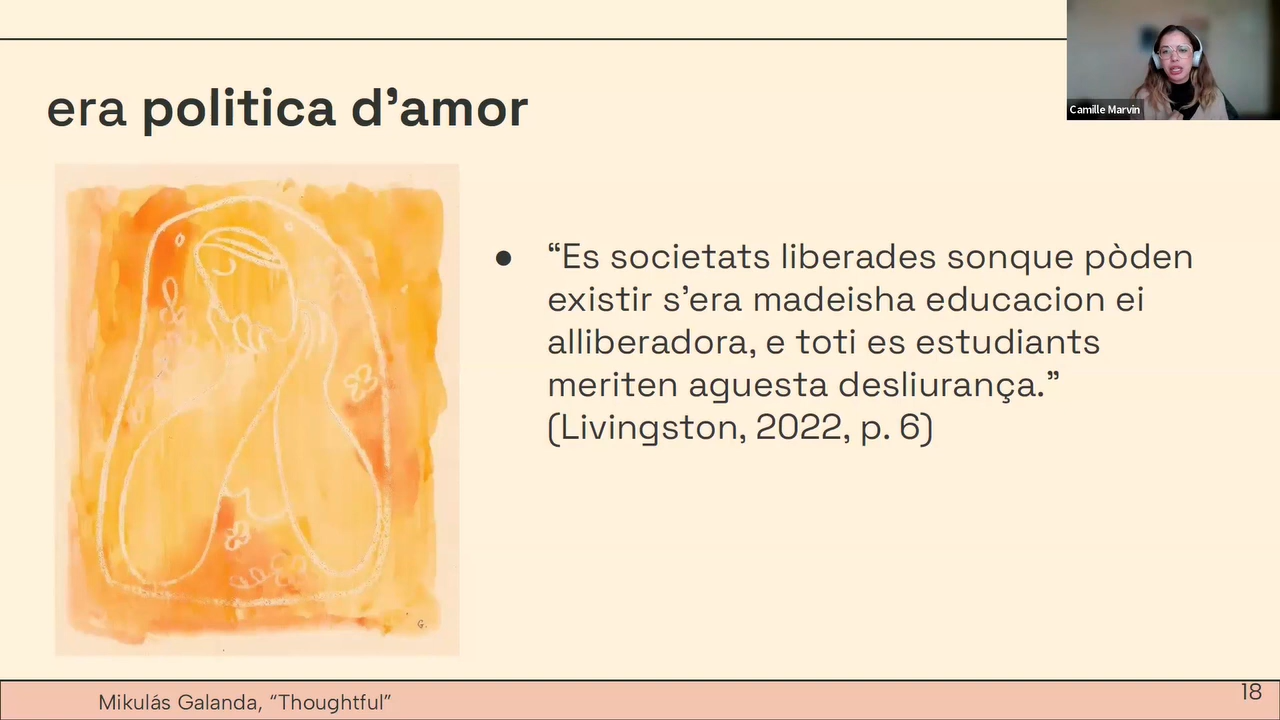 Camille Marvin
era politica d’amor
● “Es societats liberades sonque pòden
existir s’era madeisha educacion ei
alliberadora, e toti es estudiants
meriten aguesta desliurança.”
(Livingston, 2022, p. 6)
G.
Mikulás Galanda, “Thoughtful”
18